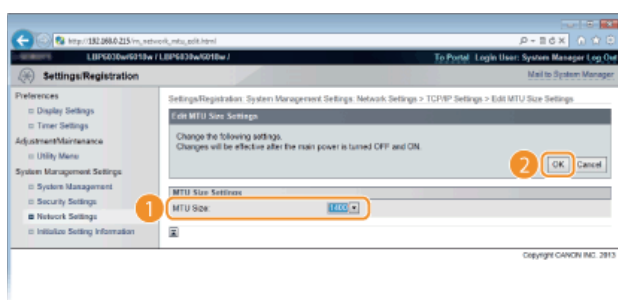 http://192.168.0.215/m_network_mtu_edit.html
LBP6030w/6018w / LBP6030w/6018w /
To Portal Login User: System Manager Log Out
Settings/Registration
Mail to System Manager
Preferences
Display Settings
Timer Settings
Adjustment/Maintenance
Utility Menu
System Management Settings
System Management
Security Settings
Network Settings
Initialize Setting Information
Settings/Registration: System Management Settings: Network Settings > TCP/IP Settings > Edit MTU Size Settings
Edit MTU Size Settings
Change the following settings.
Changes will be effective after the main power is turned OFF and ON.
2
OK Cancel
MTU Size Settings
1
MTU Size:
1400
Copyright CANON INC. 2013